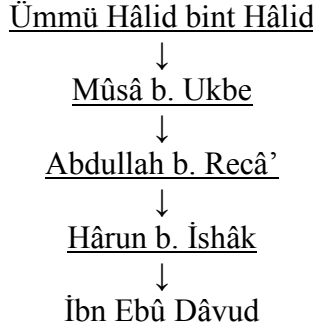 Ümmü Hâlid bint Hâlid
↓
Mûsâ b. Ukbe
↓
Abdullah b. Recâ’
↓
Hârun b. İshâk
↓
İbn Ebû Dâvud